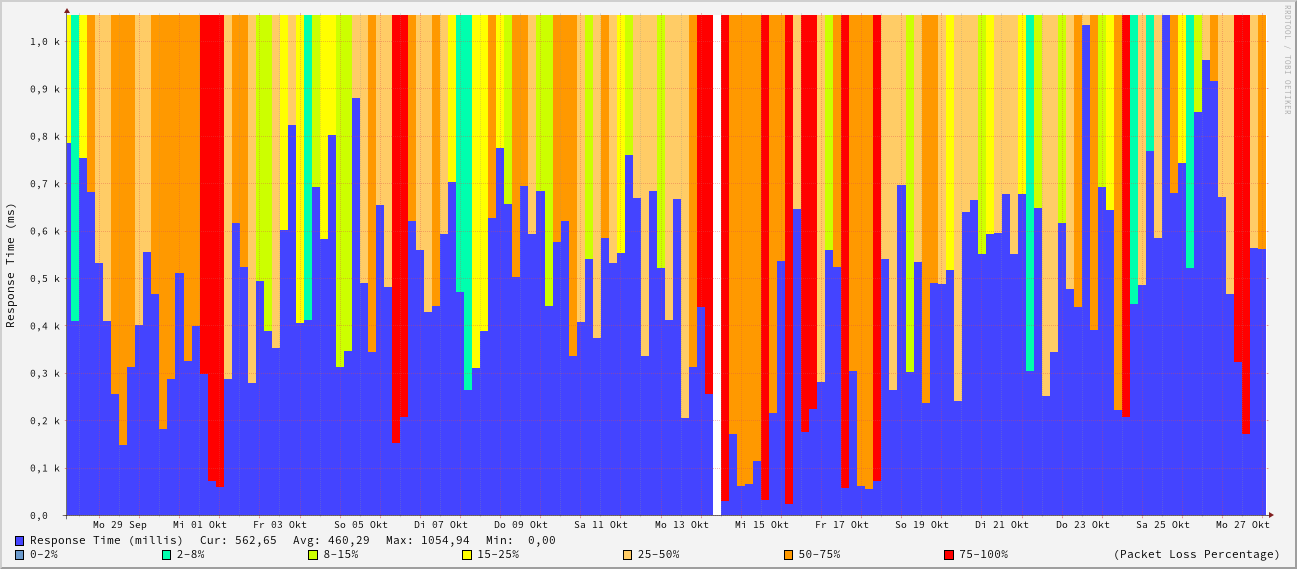 RRDTOOL / TOBI OETIKER
Response Time (ms)
1,0 k
0,9 k
0,8 k
0,7 k
0,6 k
0,5 k
0,4 k
0,3 k
0,2 k
0,1 k
0,0
Mo 29 Sep Mi 01 Okt Fr 03 Okt So 05 Okt Di 07 Okt Do 09 Okt Sa 11 Okt Mo 13 Okt Mi 15 Okt Fr 17 Okt So 19 Okt Di 21 Okt Do 23 Okt Sa 25 Okt Mo 27 Okt
Response Time (millis) Cur: 562,65 Avg: 460,29 Max: 1054,94 Min: 0,00
0-2% 2-8% 8-15% 15-25% 25-50% 50-75% 75-100% (Packet Loss Percentage)